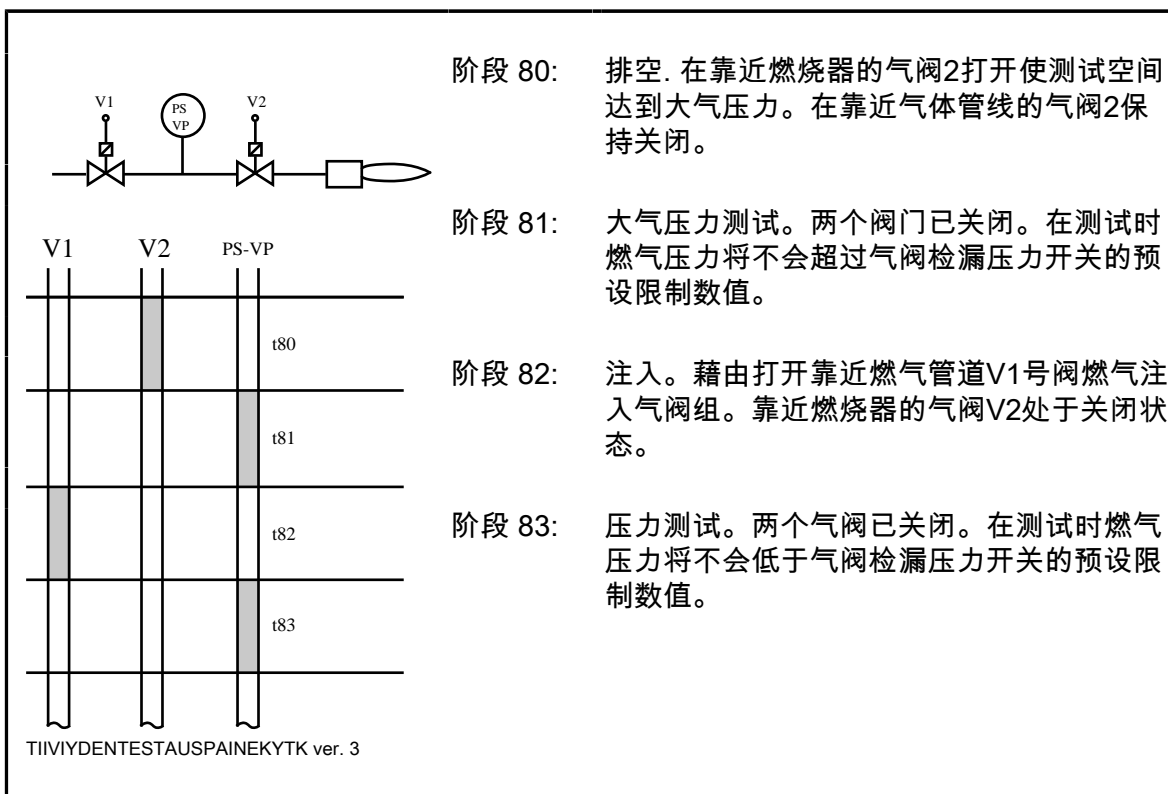 V1
PS
VP
V2
V1
V2
PS-VP
t80
t81
t82
t83
TIIVIYDENTESTAUSPAINEKYTK ver. 3
阶段 80: 排空. 在靠近燃烧器的气阀2打开使测试空间
达到大气压力。在靠近气体管线的气阀2保
持关闭。
阶段 81: 大气压力测试。两个阀门已关闭。在测试时
燃气压力将不会超过气阀检漏压力开关的预
设限制数值。
阶段 82: 注入。藉由打开靠近燃气管道V1号阀燃气注
入气阀组。靠近燃烧器的气阀V2处于关闭状
态。
阶段 83: 压力测试。两个气阀已关闭。在测试时燃气
压力将不会低于气阀检漏压力开关的预设限
制数值。